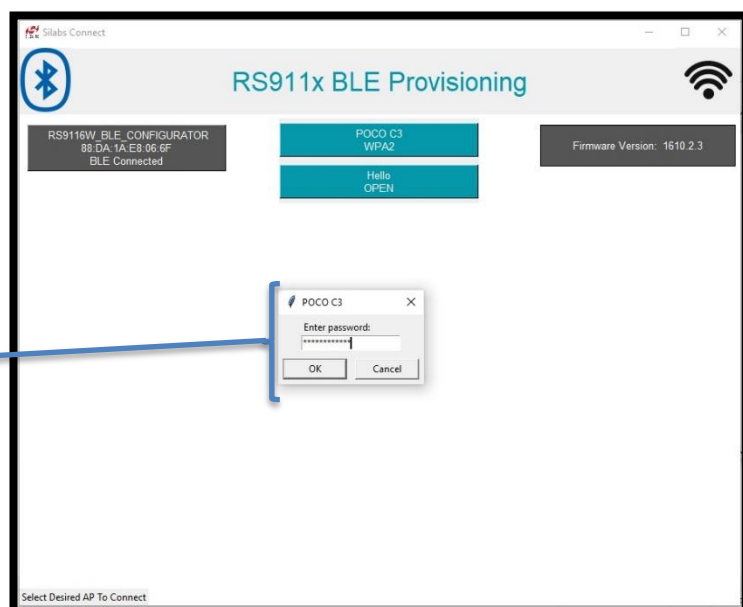 Silabs Connect
RS911x BLE Provisioning
RS9116W_BLE_CONFIGURATOR
88:DA:1A:E8:06:6F
BLE Connected
POCO C3
WPA2
Hello
OPEN
Firmware Version: 1610.2.3
POCO C3
Enter password:
************
OK
Cancel
Select Desired AP To Connect